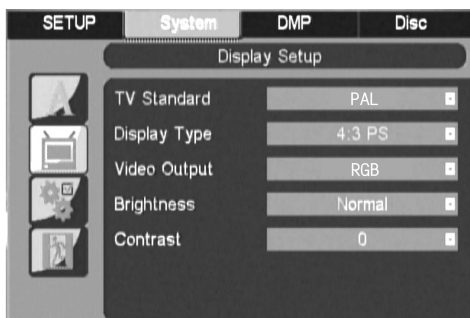 SETUP System DMP Disc
Display Setup
TV Standard PAL
Display Type 4:3 PS
Video Output RGB
Brightness Normal
Contrast 0